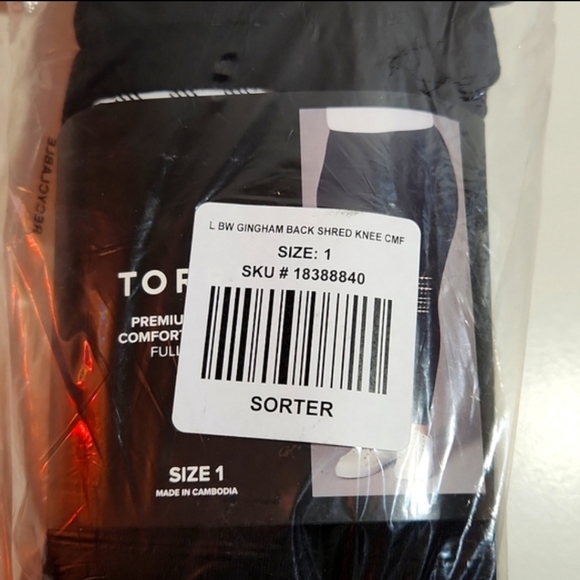 RECYCLABLE
L BW GINGHAM BACK SHRED KNEE CMF
SIZE: 1
SKU # 18388840
SORTER
TOR
PREMIU
COMFORT
FULL
SIZE 1
MADE IN CAMBODIA